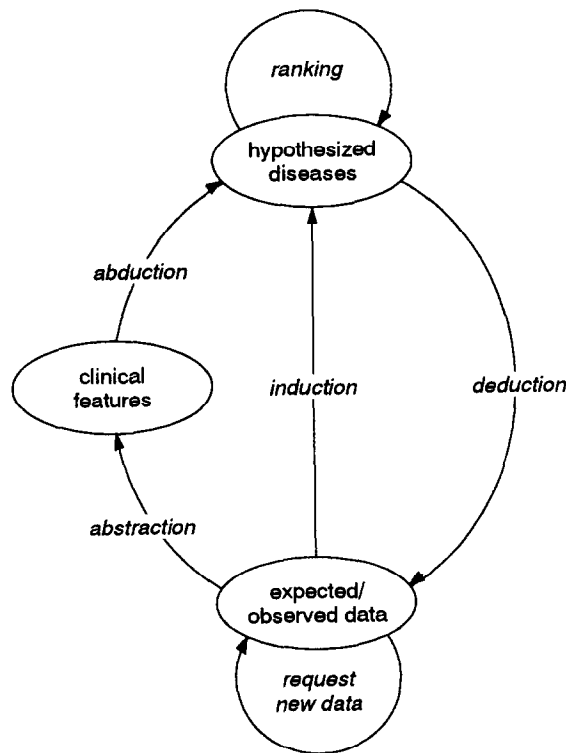 ranking
hypothesized
diseases
abduction
clinical
features
induction
deduction
abstraction
expected/
observed data
request
new data